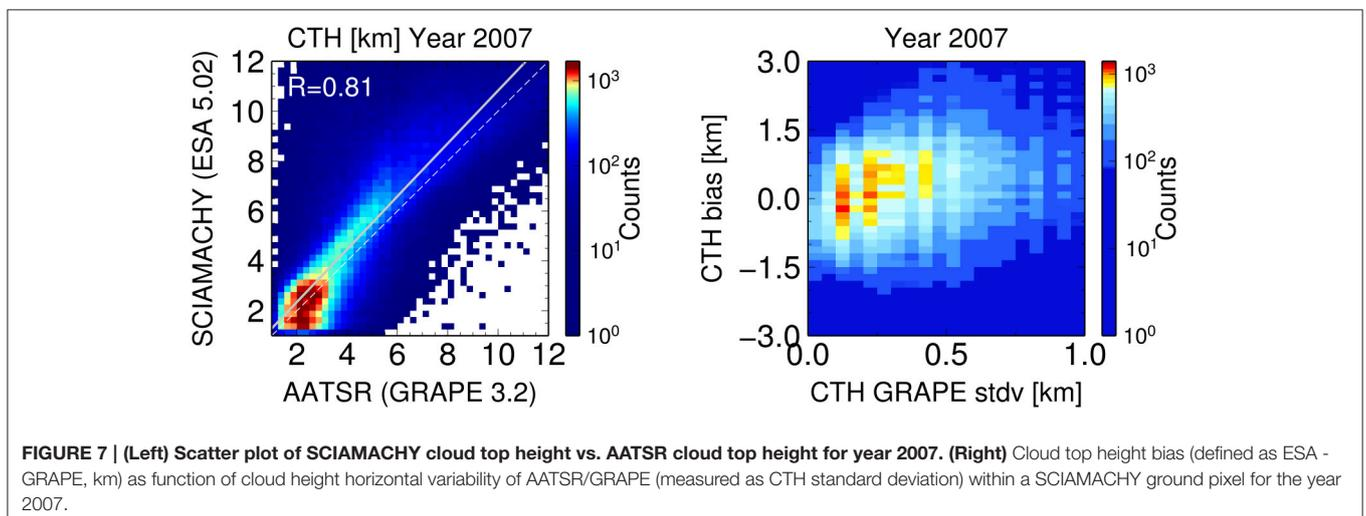 CTH [km] Year 2007
R=0.81
SCIAMACHY (ESA 5.02)
12
10
8
6
4
2
2 4 6 8 10 12
AATSR (GRAPE 3.2)
10³
10²
10¹
10⁰
Counts
Year 2007
CTH bias [km]
3.0
1.5
0.0
−1.5
−3.0
0.0 0.5 1.0
CTH GRAPE stdv [km]
10³
10²
10¹
10⁰
Counts
FIGURE 7 | (Left) Scatter plot of SCIAMACHY cloud top height vs. AATSR cloud top height for year 2007. (Right) Cloud top height bias (defined as ESA -
GRAPE, km) as function of cloud height horizontal variability of AATSR/GRAPE (measured as CTH standard deviation) within a SCIAMACHY ground pixel for the year
2007.